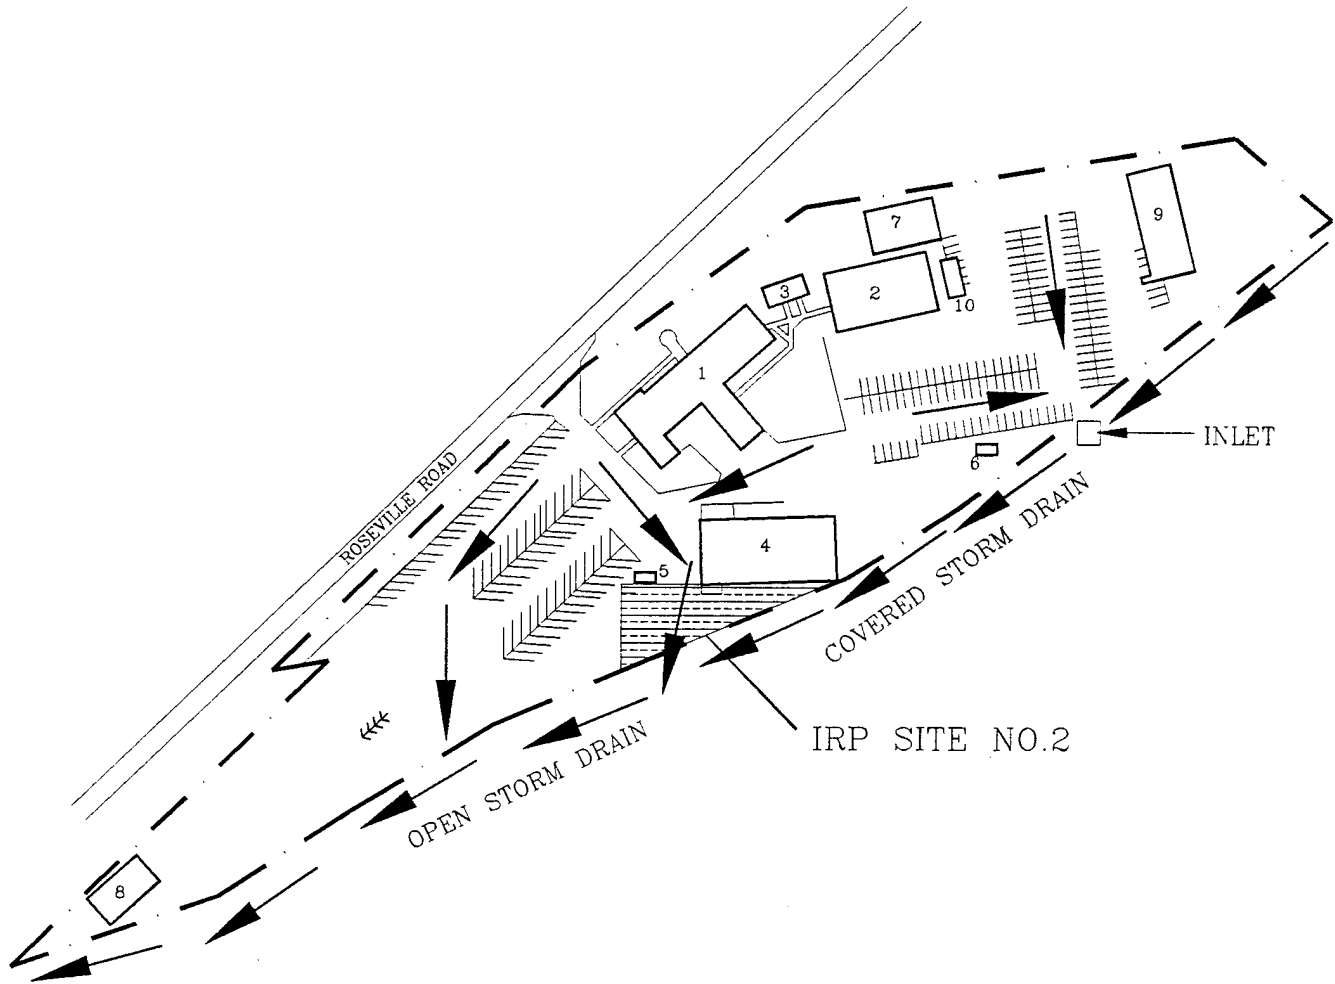 7
9
3
2
10
1
INLET
6
ROSEVILLE ROAD
4
5
COVERED STORM DRAIN
IRP SITE NO.2
OPEN STORM DRAIN
8